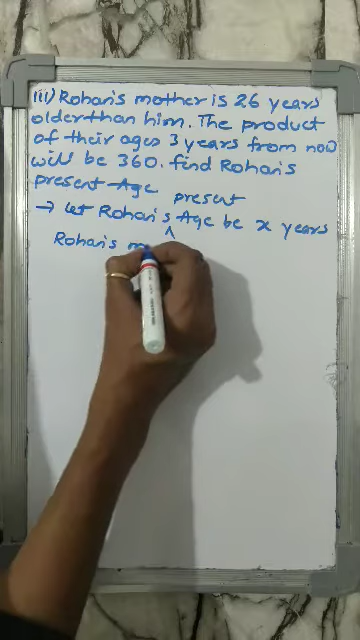 iii) Rohan's mother is 26 years
older than him. The product
of their ages 3 years from now
will be 360. find Rohan's
present Age
present
→ let Rohan's ^ Age be x years
Rohan's mo